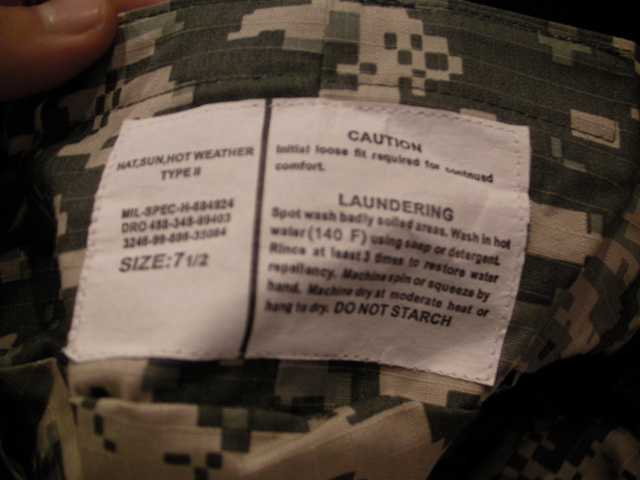 HAT,SUN,HOT WEATHER
TYPE II
MIL-SPEC-H-684924
DRO 488-348-99403
3246-99-888-35084
SIZE:7 1/2
CAUTION
Initial loose fit required for continued
comfort.
LAUNDERING
Spot wash badly soiled areas. Wash in hot
water (140 F) using soap or detergent.
Rince at least 3 times to restore water
repellency. Machine spin or squeeze by
hand. Machine dry at moderate heat or
hang to dry. DO NOT STARCH